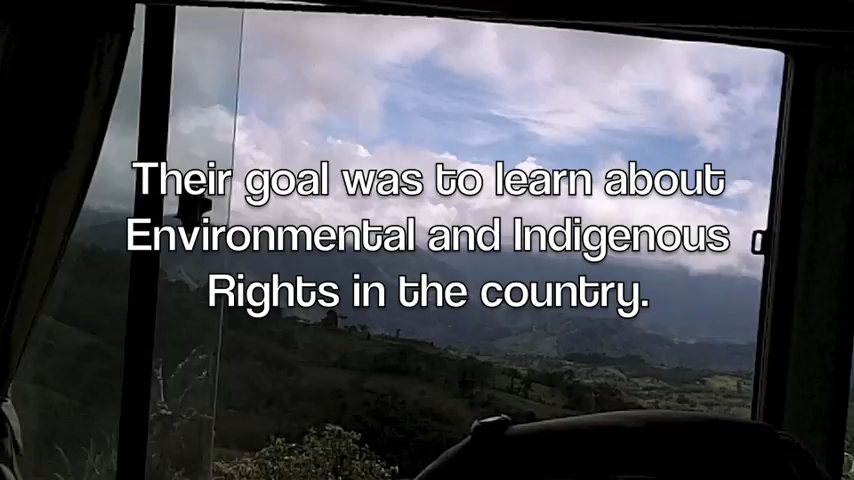 Their goal was to learn about
Environmental and Indigenous
Rights in the country.